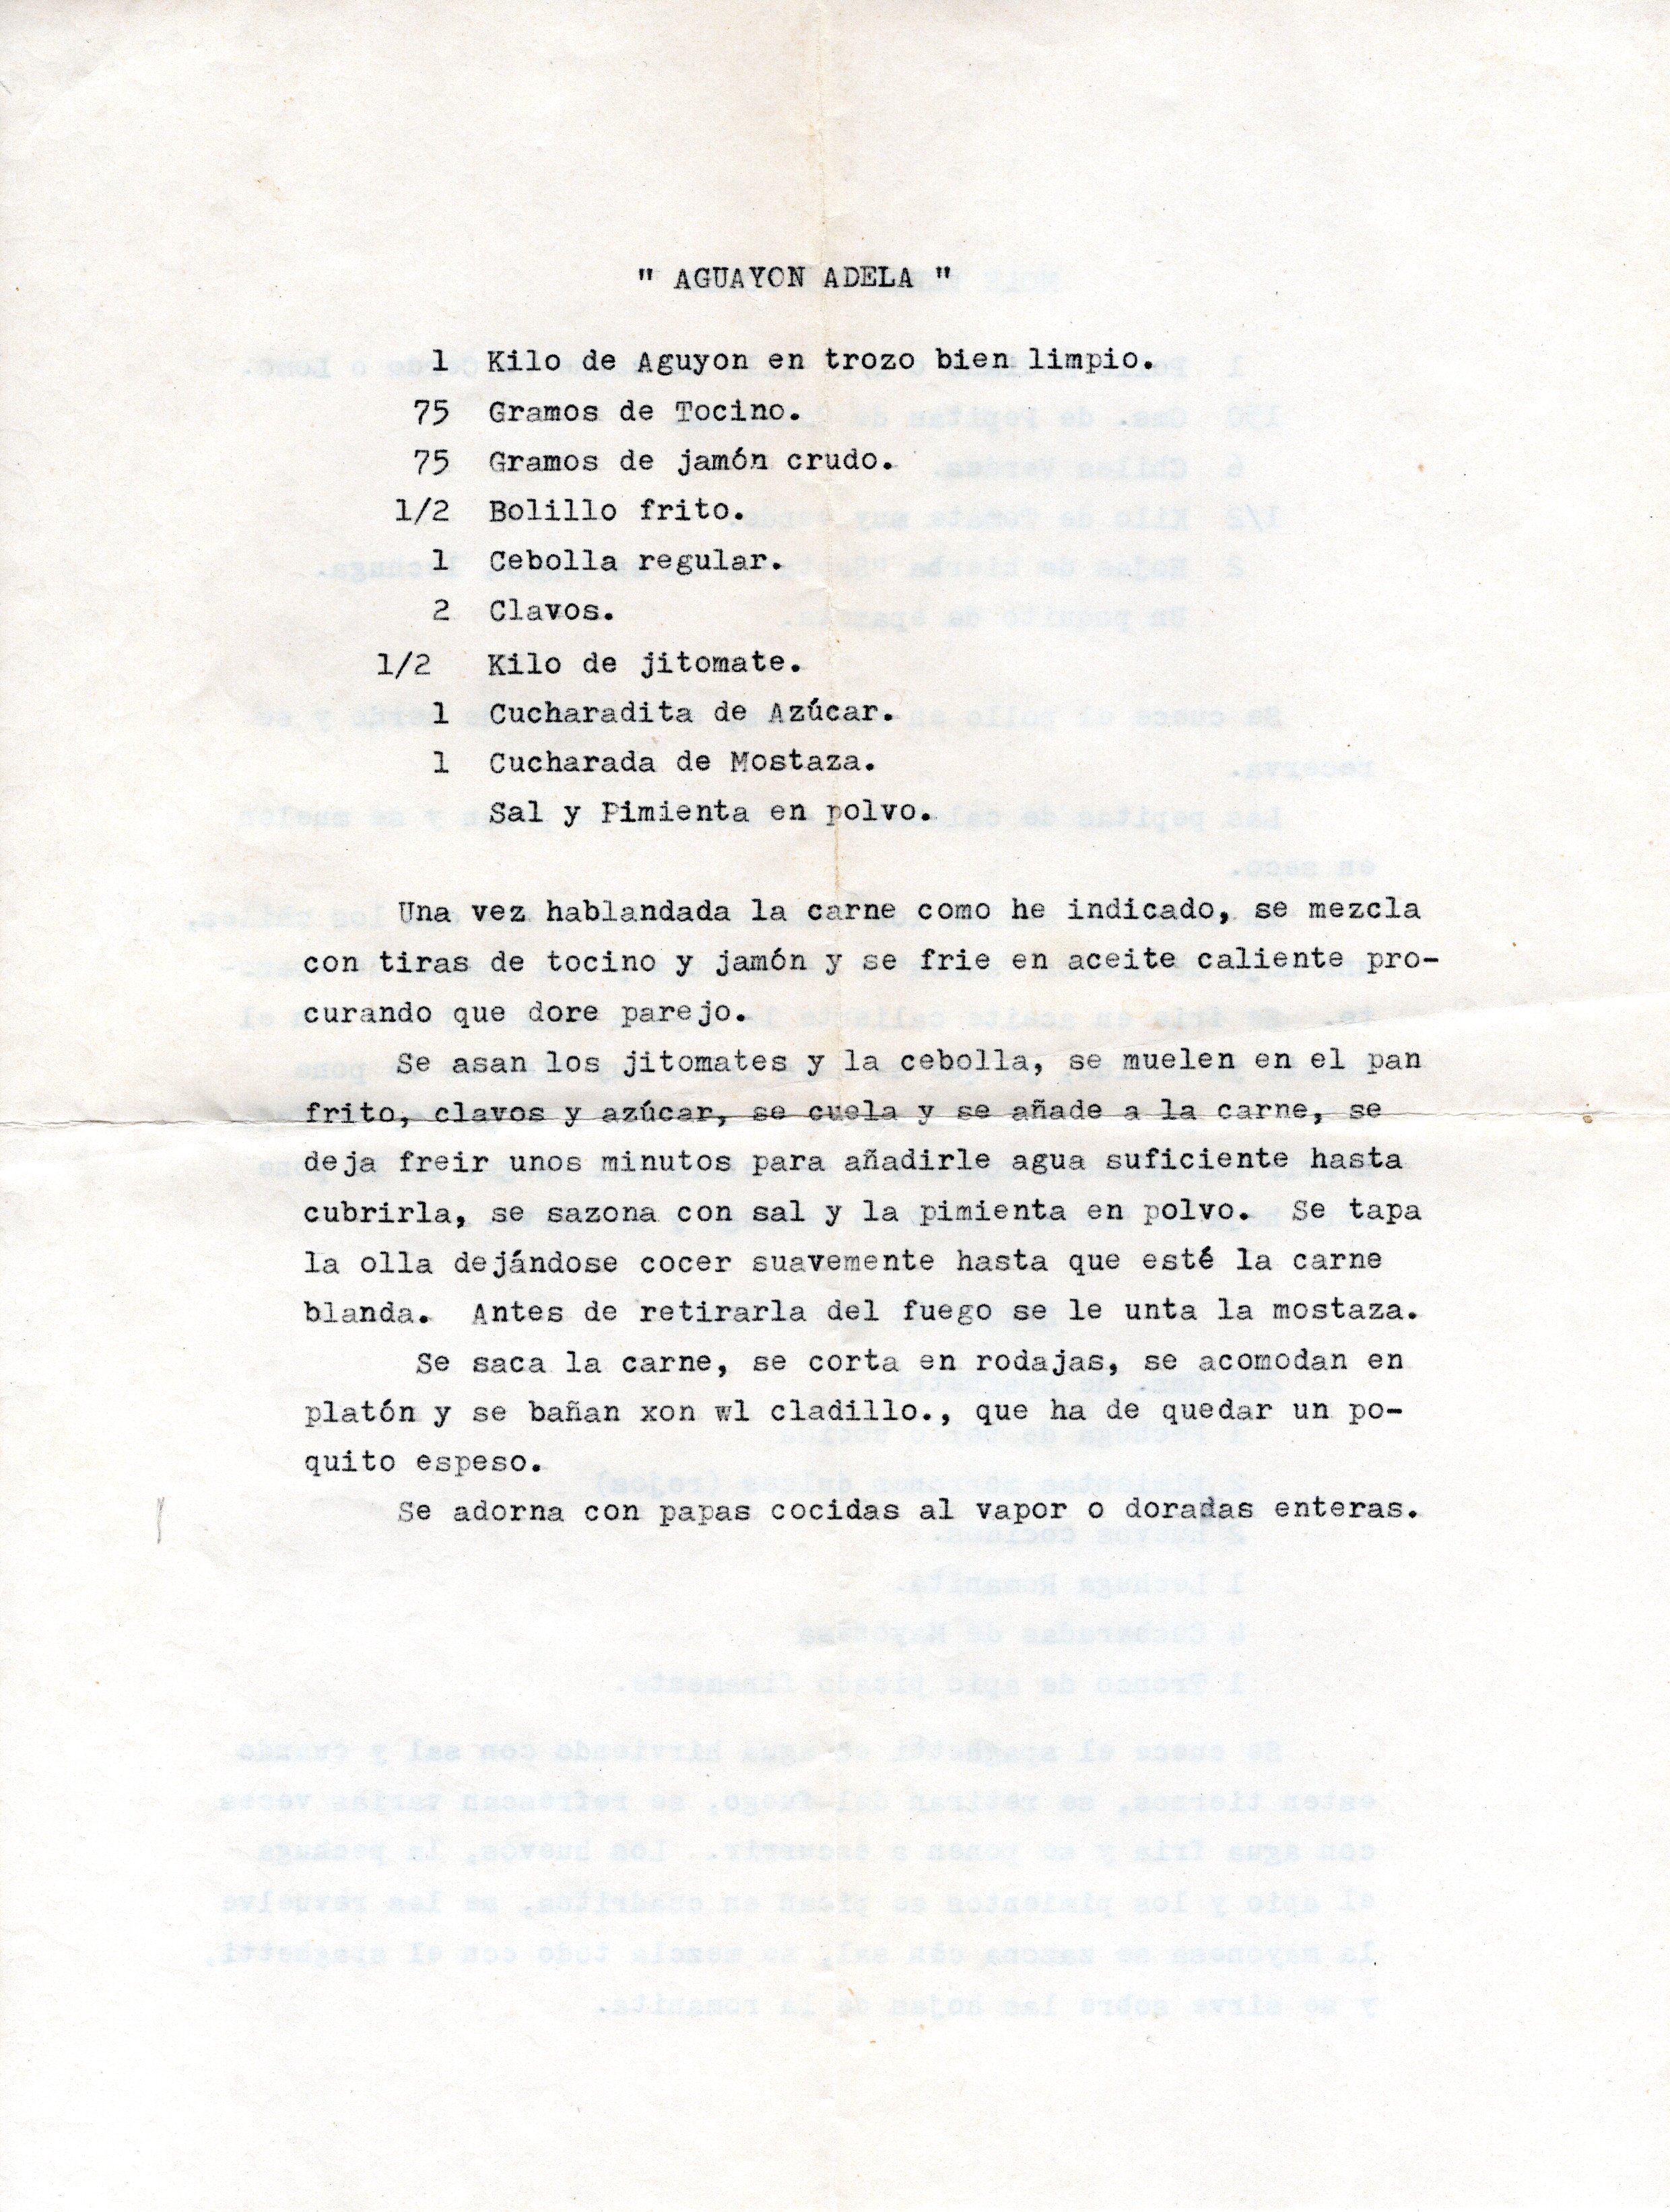 " AGUAYON ADELA "
1 Kilo de Aguyon en trozo bien limpio.
75 Gramos de Tocino.
75 Gramos de jamón crudo.
1/2 Bolillo frito.
1 Cebolla regular.
2 Clavos.
1/2 Kilo de jitomate.
1 Cucharadita de Azúcar.
1 Cucharada de Mostaza.
Sal y Pimienta en polvo.
Una vez hablandada la carne como he indicado, se mezcla
con tiras de tocino y jamón y se frie en aceite caliente pro-
curando que dore parejo.
Se asan los jitomates y la cebolla, se muelen en el pan
frito, clavos y azúcar, se cuela y se añade a la carne, se
deja freir unos minutos para añadirle agua suficiente hasta
cubrirla, se sazona con sal y la pimienta en polvo. Se tapa
la olla dejándose cocer suavemente hasta que esté la carne
blanda. Antes de retirarla del fuego se le unta la mostaza.
Se saca la carne, se corta en rodajas, se acomodan en
platón y se bañan xon wl cladillo., que ha de quedar un po-
quito espeso.
Se adorna con papas cocidas al vapor o doradas enteras.